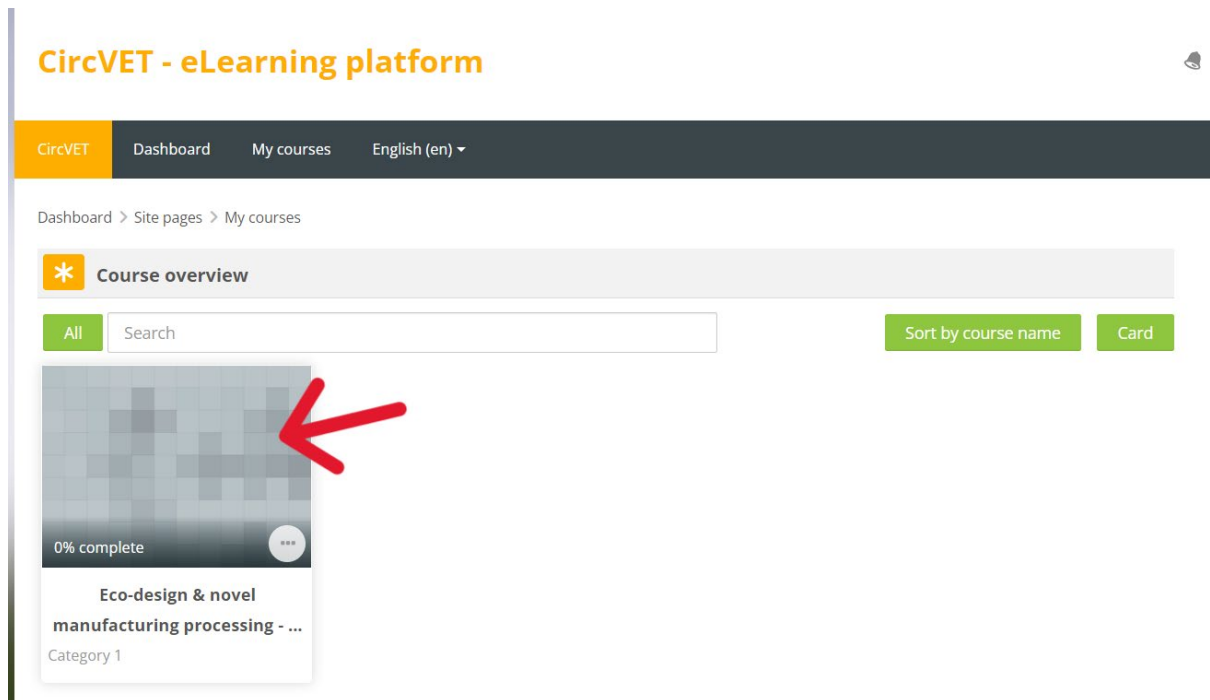 CircVET - eLearning platform
CircVET Dashboard My courses English (en)
Dashboard > Site pages > My courses
Course overview
All Search Sort by course name Card
0% complete
Eco-design & novel
manufacturing processing - ...
Category 1